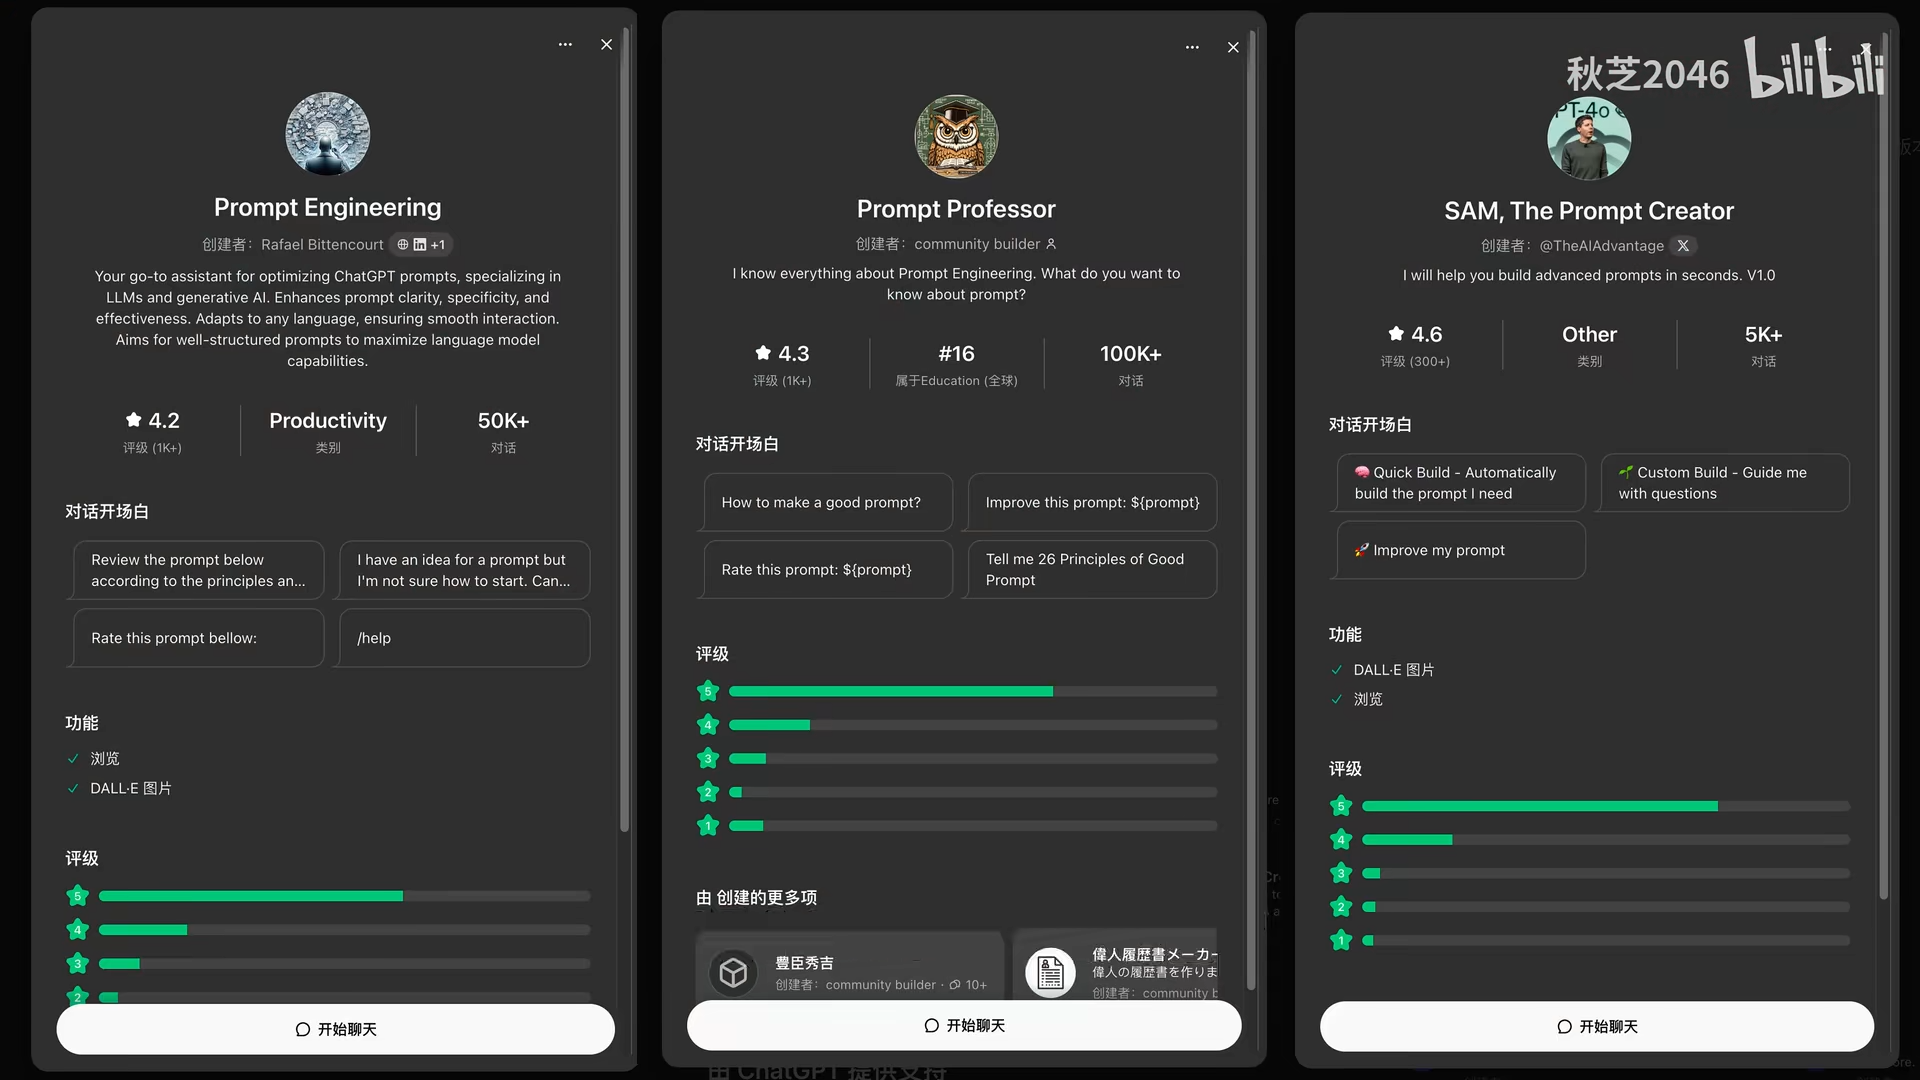 Prompt Engineering
创建者：Rafael Bittencourt +1
Your go-to assistant for optimizing ChatGPT prompts, specializing in
LLMs and generative AI. Enhances prompt clarity, specificity, and
effectiveness. Adapts to any language, ensuring smooth interaction.
Aims for well-structured prompts to maximize language model
capabilities.
4.2
评级 (1K+)
Productivity
类别
50K+
对话
对话开场白
Review the prompt below
according to the principles an...
I have an idea for a prompt but
I'm not sure how to start. Can...
Rate this prompt bellow:
/help
功能
浏览
DALL·E 图片
评级
5
4
3
2
开始聊天
Prompt Professor
创建者：community builder
I know everything about Prompt Engineering. What do you want to
know about prompt?
4.3
评级 (1K+)
#16
属于Education (全球)
100K+
对话
对话开场白
How to make a good prompt?
Improve this prompt: ${prompt}
Rate this prompt: ${prompt}
Tell me 26 Principles of Good
Prompt
评级
5
4
3
2
1
由 创建的更多项
豊臣秀吉
创建者：community builder · 10+
偉人履歴書メーカー
偉人の履歴書を作りま
创建者：community b
开始聊天
由 ChatGPT 提供支持
秋芝2046 bilibili
PT-4o
SAM, The Prompt Creator
创建者：@TheAIAdvantage
I will help you build advanced prompts in seconds. V1.0
4.6
评级 (300+)
Other
类别
5K+
对话
对话开场白
🧠 Quick Build - Automatically
build the prompt I need
🌱 Custom Build - Guide me
with questions
🚀 Improve my prompt
功能
DALL·E 图片
浏览
评级
5
4
3
2
1
开始聊天